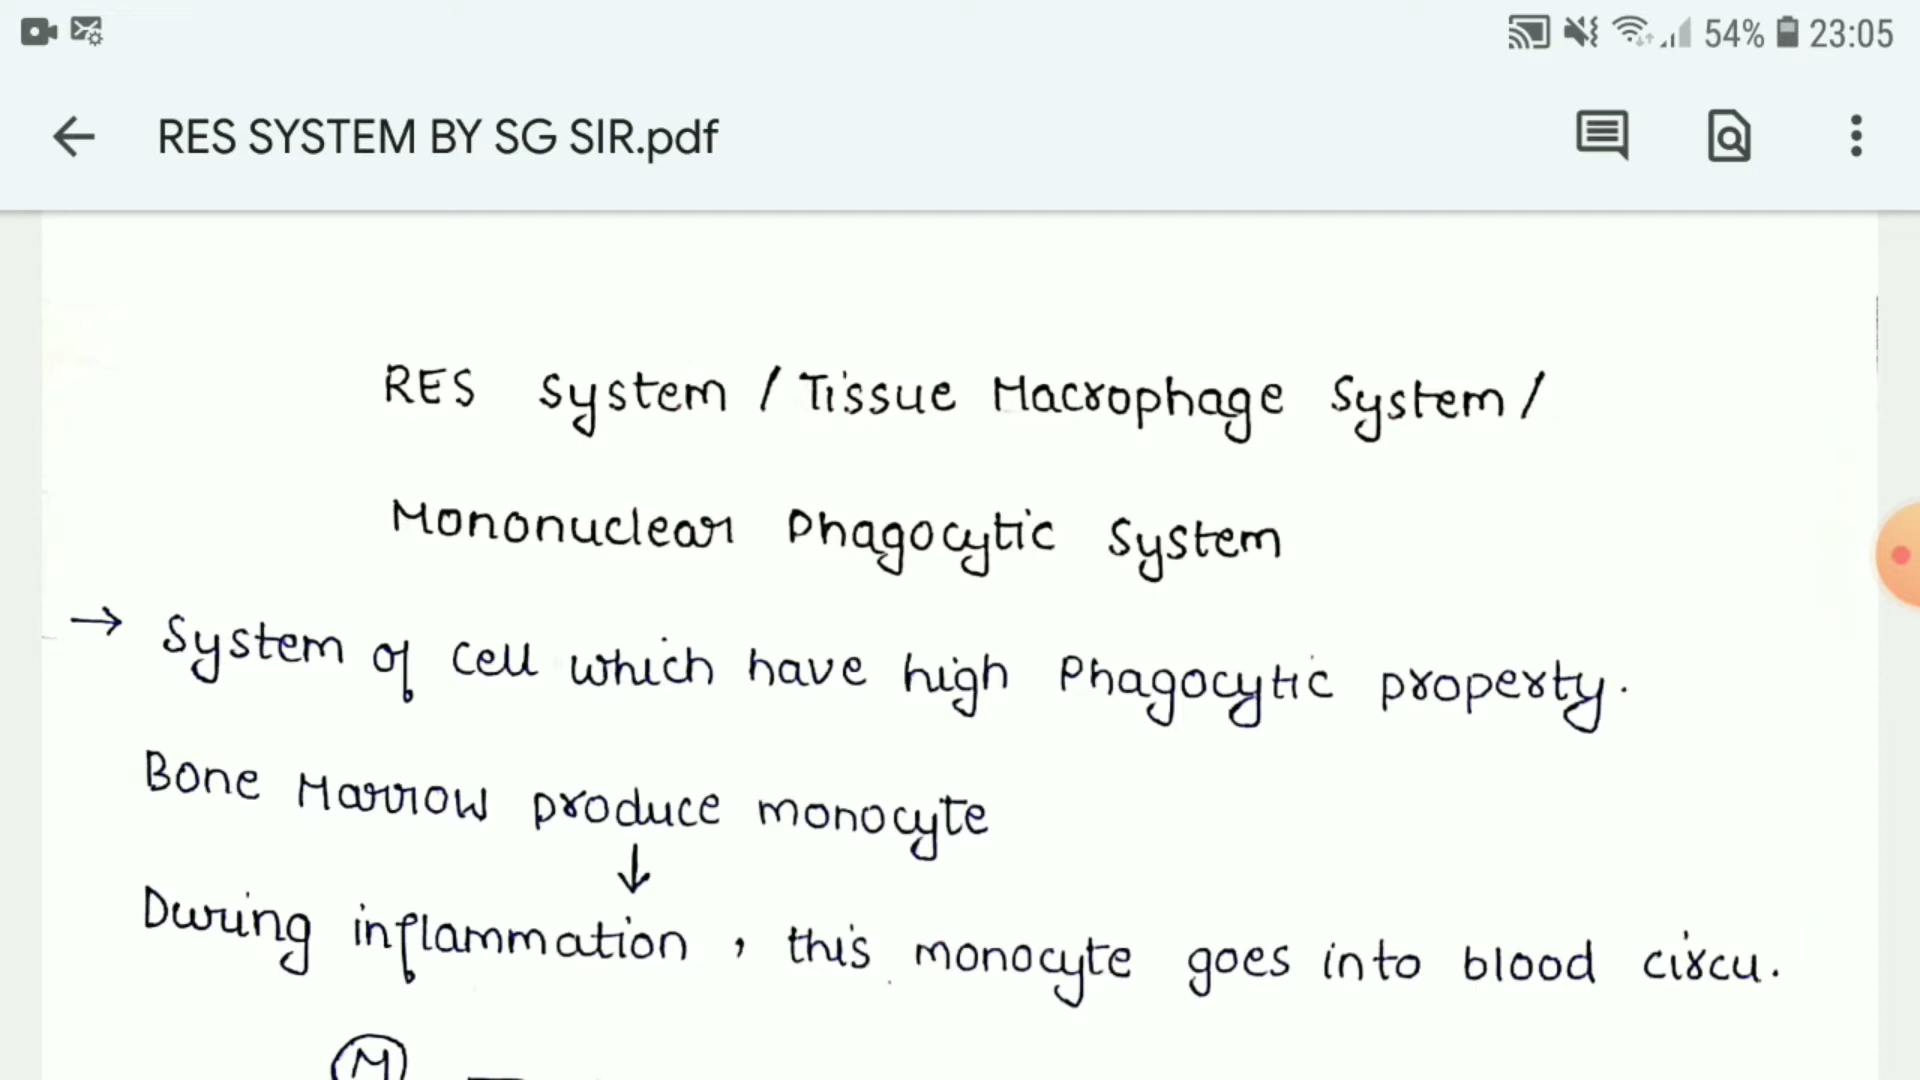 54% 23:05
RES SYSTEM BY SG SIR.pdf
RES System / Tissue Macrophage System /
Mononuclear Phagocytic System
→ System of cell which have high Phagocytic property.
Bone Marrow produce monocyte
↓
During inflammation, this monocyte goes into blood circu.
M